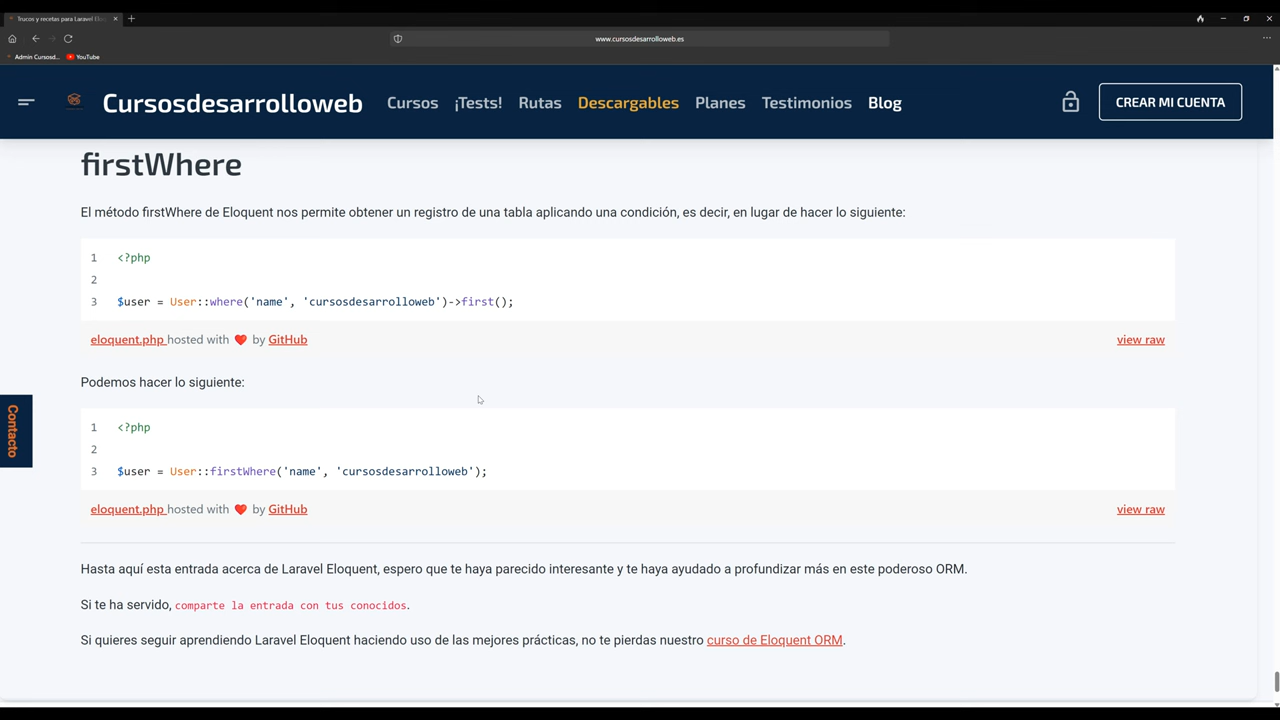 Trucos y recetas para Laravel Elo
www.cursosdesarrolloweb.es
Admin Cursosd... YouTube
Cursosdesarrolloweb Cursos ¡Tests! Rutas Descargables Planes Testimonios Blog CREAR MI CUENTA
firstWhere
El método firstWhere de Eloquent nos permite obtener un registro de una tabla aplicando una condición, es decir, en lugar de hacer lo siguiente:
1 <?php
2
3 $user = User::where('name', 'cursosdesarrolloweb')->first();
eloquent.php hosted with ❤ by GitHub view raw
Podemos hacer lo siguiente:
Contacto
1 <?php
2
3 $user = User::firstWhere('name', 'cursosdesarrolloweb');
eloquent.php hosted with ❤ by GitHub view raw
Hasta aquí esta entrada acerca de Laravel Eloquent, espero que te haya parecido interesante y te haya ayudado a profundizar más en este poderoso ORM.
Si te ha servido, comparte la entrada con tus conocidos.
Si quieres seguir aprendiendo Laravel Eloquent haciendo uso de las mejores prácticas, no te pierdas nuestro curso de Eloquent ORM.